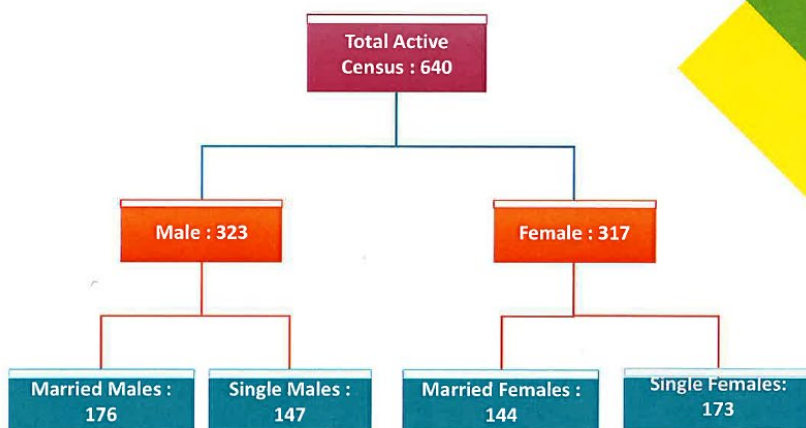 Total Active
Census : 640
Male : 323
Female : 317
Married Males :
176
Single Males :
147
Married Females :
144
Single Females:
173